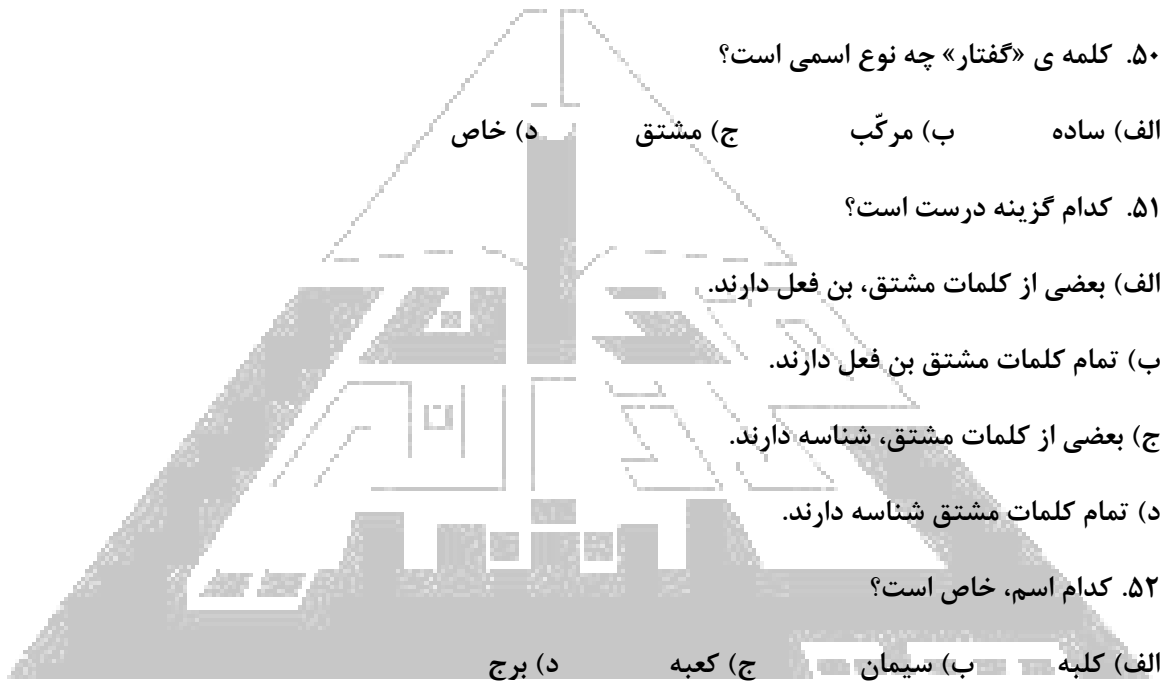 ۵۰. کلمه ی «گفتار» چه نوع اسمی است؟
الف) ساده ب) مرکّب ج) مشتق د) خاص
۵۱. کدام گزینه درست است؟
الف) بعضی از کلمات مشتق، بن فعل دارند.
ب) تمام کلمات مشتق بن فعل دارند.
ج) بعضی از کلمات مشتق، شناسه دارند.
د) تمام کلمات مشتق شناسه دارند.
۵۲. کدام اسم، خاص است؟
الف) کلبه ب) سیمان ج) کعبه د) برج